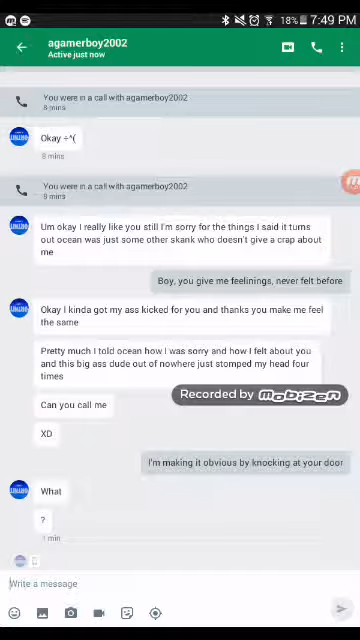 18% 7:49 PM
agamerboy2002
Active just now
You were in a call with agamerboy2002
8 mins
Okay ÷^(
8 mins
You were in a call with agamerboy2002
8 mins
Um okay I really like you still I'm sorry for the things I said it turns
out ocean was just some other skank who doesn't give a crap about
me
Boy, you give me feelinings, never felt before
Okay I kinda got my ass kicked for you and thanks you make me feel
the same
Pretty much I told ocean how I was sorry and how I felt about you
and this big ass dude out of nowhere just stomped my head four
times
Recorded by mobizen
Can you call me
XD
I'm making it obvious by knocking at your door
What
?
1 min
Write a message